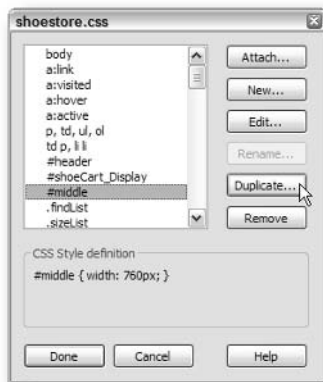 shoestore.css
body
a:link
a:visited
a:hover
a:active
p, td, ul, ol
td p, li li
#header
#shoeCart_Display
#middle
.findList
.sizeList
Attach...
New...
Edit...
Rename...
Duplicate...
Remove
CSS Style definition
#middle { width: 760px; }
Done
Cancel
Help